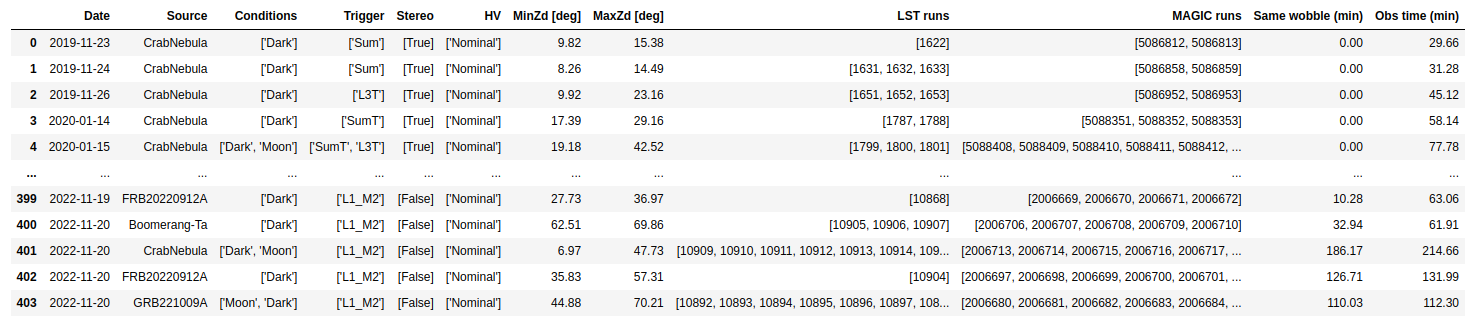 Date Source Conditions Trigger Stereo HV MinZd [deg] MaxZd [deg] LST runs MAGIC runs Same wobble (min) Obs time (min)
0 2019-11-23 CrabNebula ['Dark'] ['Sum'] [True] ['Nominal'] 9.82 15.38 [1622] [5086812, 5086813] 0.00 29.66
1 2019-11-24 CrabNebula ['Dark'] ['Sum'] [True] ['Nominal'] 8.26 14.49 [1631, 1632, 1633] [5086858, 5086859] 0.00 31.28
2 2019-11-26 CrabNebula ['Dark'] ['L3T'] [True] ['Nominal'] 9.92 23.16 [1651, 1652, 1653] [5086952, 5086953] 0.00 45.12
3 2020-01-14 CrabNebula ['Dark'] ['SumT'] [True] ['Nominal'] 17.39 29.16 [1787, 1788] [5088351, 5088352, 5088353] 0.00 58.14
4 2020-01-15 CrabNebula ['Dark', 'Moon'] ['SumT', 'L3T'] [True] ['Nominal'] 19.18 42.52 [1799, 1800, 1801] [5088408, 5088409, 5088410, 5088411, 5088412, ... 0.00 77.78
... ... ... ... ... ... ... ... ... ... ... ... ...
399 2022-11-19 FRB20220912A ['Dark'] ['L1_M2'] [False] ['Nominal'] 27.73 36.97 [10868] [2006669, 2006670, 2006671, 2006672] 10.28 63.06
400 2022-11-20 Boomerang-Ta ['Dark'] ['L1_M2'] [False] ['Nominal'] 62.51 69.86 [10905, 10906, 10907] [2006706, 2006707, 2006708, 2006709, 2006710] 32.94 61.91
401 2022-11-20 CrabNebula ['Dark', 'Moon'] ['L1_M2'] [False] ['Nominal'] 6.97 47.73 [10909, 10910, 10911, 10912, 10913, 10914, 109... [2006713, 2006714, 2006715, 2006716, 2006717, ... 186.17 214.66
402 2022-11-20 FRB20220912A ['Dark'] ['L1_M2'] [False] ['Nominal'] 35.83 57.31 [10904] [2006697, 2006698, 2006699, 2006700, 2006701, ... 126.71 131.99
403 2022-11-20 GRB221009A ['Moon', 'Dark'] ['L1_M2'] [False] ['Nominal'] 44.88 70.21 [10892, 10893, 10894, 10895, 10896, 10897, 108... [2006680, 2006681, 2006682, 2006683, 2006684, ... 110.03 112.30